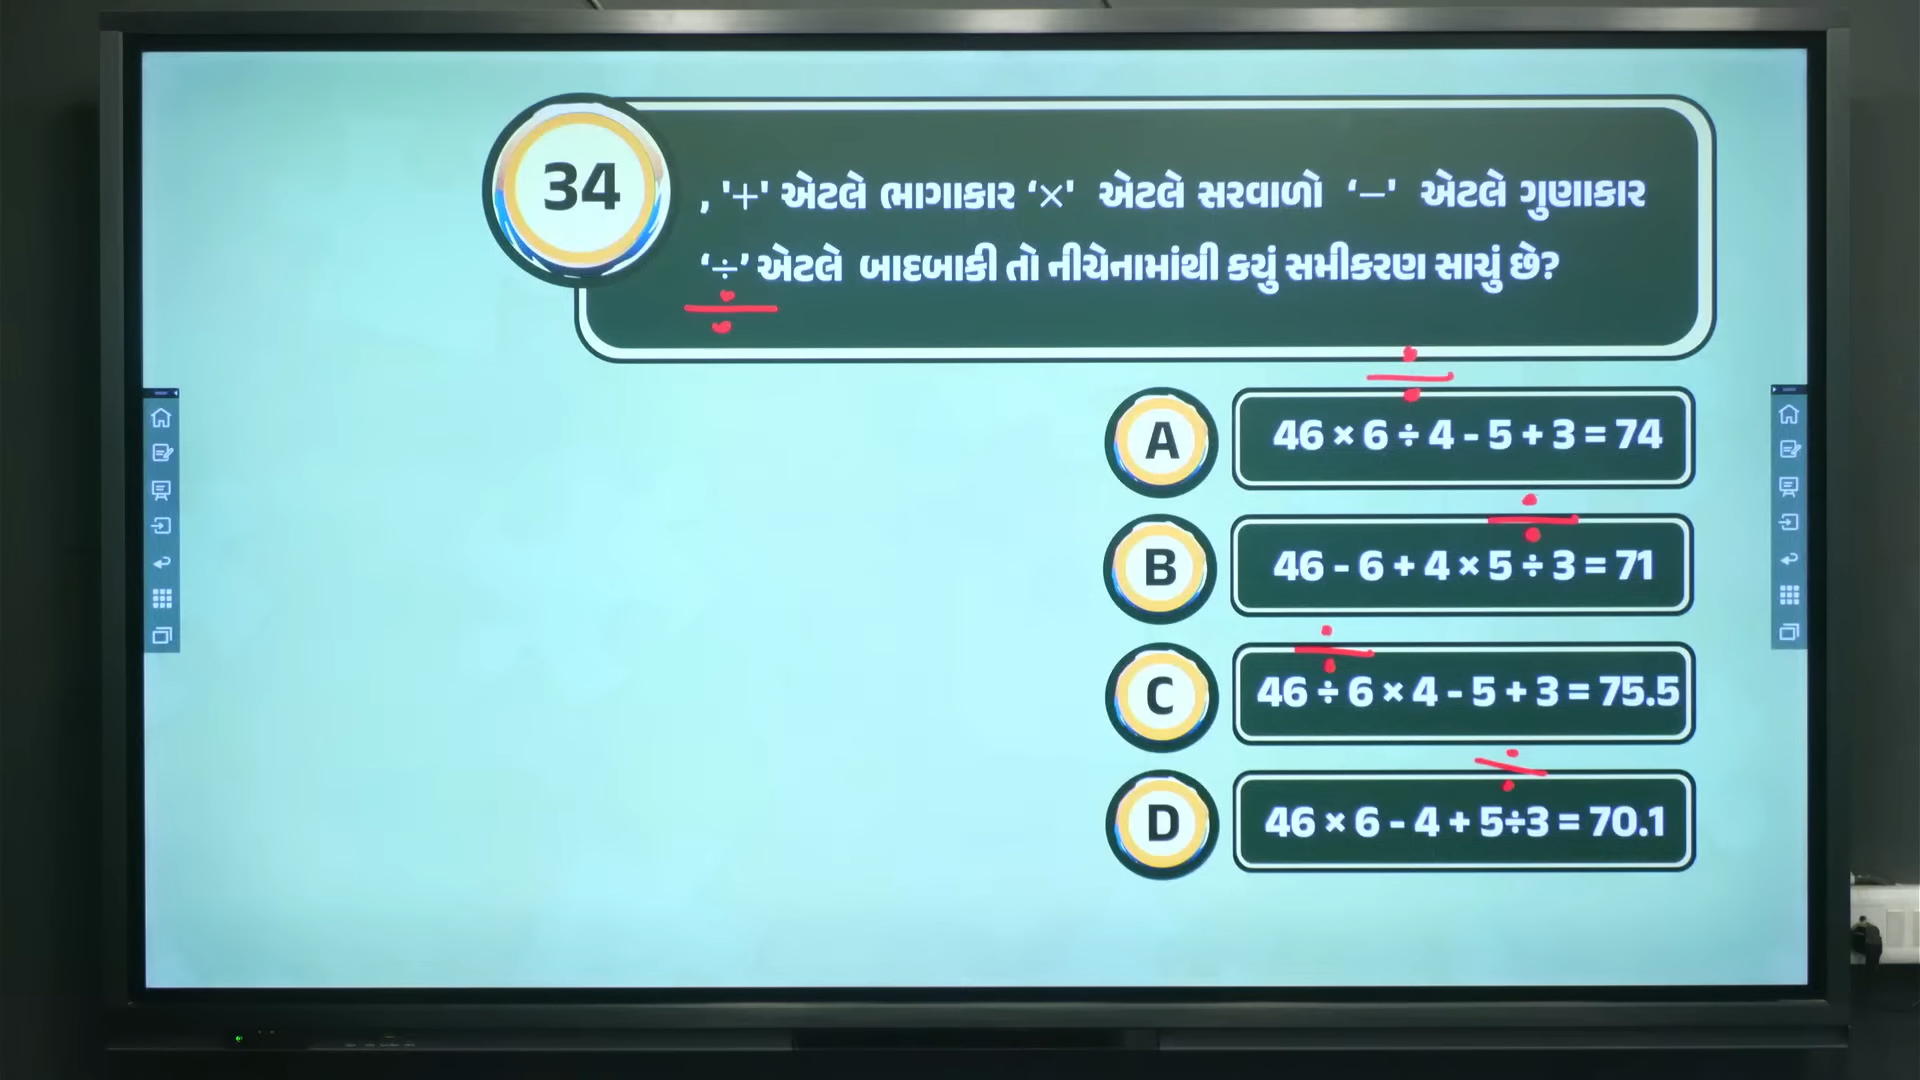 34
, '+' એટલે ભાગાકાર ‘×' એટલે સરવાળો ‘−' એટલે ગુણાકાર
‘÷’ એટલે બાદબાકી તો નીચેનામાંથી કયું સમીકરણ સાચું છે?
÷
÷
A 46 × 6 ÷ 4 - 5 + 3 = 74
÷
B 46 - 6 + 4 × 5 ÷ 3 = 71
÷
C 46 ÷ 6 × 4 - 5 + 3 = 75.5
÷
D 46 × 6 - 4 + 5÷3 = 70.1